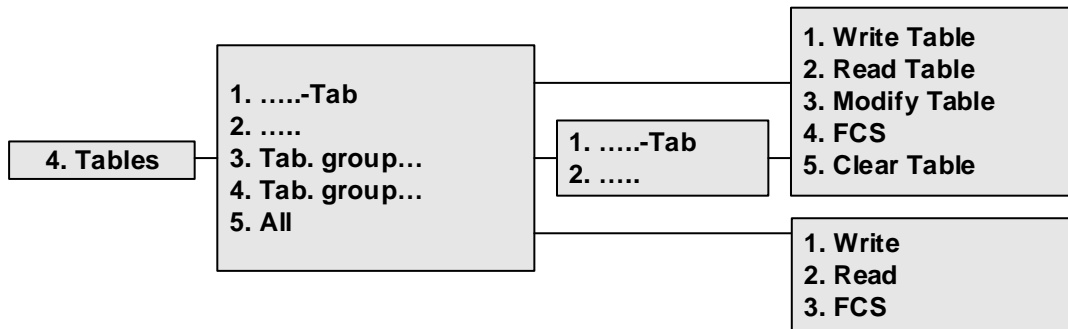 4. Tables
1. …..-Tab
2. …..
3. Tab. group…
4. Tab. group…
5. All
1. …..-Tab
2. …..
1. Write Table
2. Read Table
3. Modify Table
4. FCS
5. Clear Table
1. Write
2. Read
3. FCS